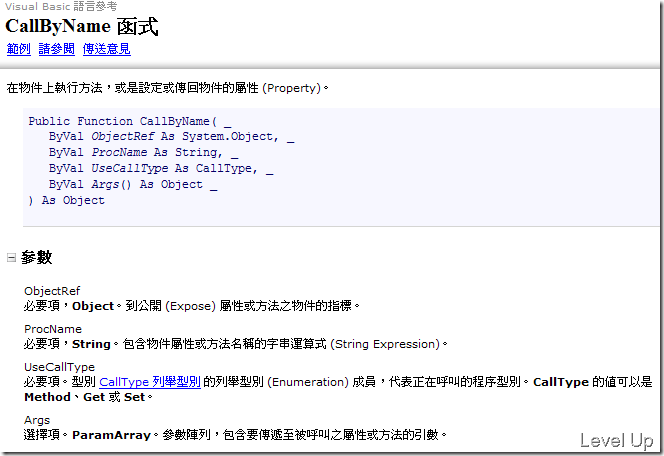 Visual Basic 語言參考
CallByName 函式
範例 請參閱 傳送意見
在物件上執行方法，或是設定或傳回物件的屬性 (Property)。
Public Function CallByName( _
ByVal ObjectRef As System.Object, _
ByVal ProcName As String, _
ByVal UseCallType As CallType, _
ByVal Args() As Object _
) As Object
參數
ObjectRef
必要項，Object。到公開 (Expose) 屬性或方法之物件的指標。
ProcName
必要項，String。包含物件屬性或方法名稱的字串運算式 (String Expression)。
UseCallType
必要項。型別 CallType 列舉型別 的列舉型別 (Enumeration) 成員，代表正在呼叫的程序型別。CallType 的值可以是
Method、Get 或 Set。
Args
選擇項。ParamArray。參數陣列，包含要傳遞至被呼叫之屬性或方法的引數。
Level Up